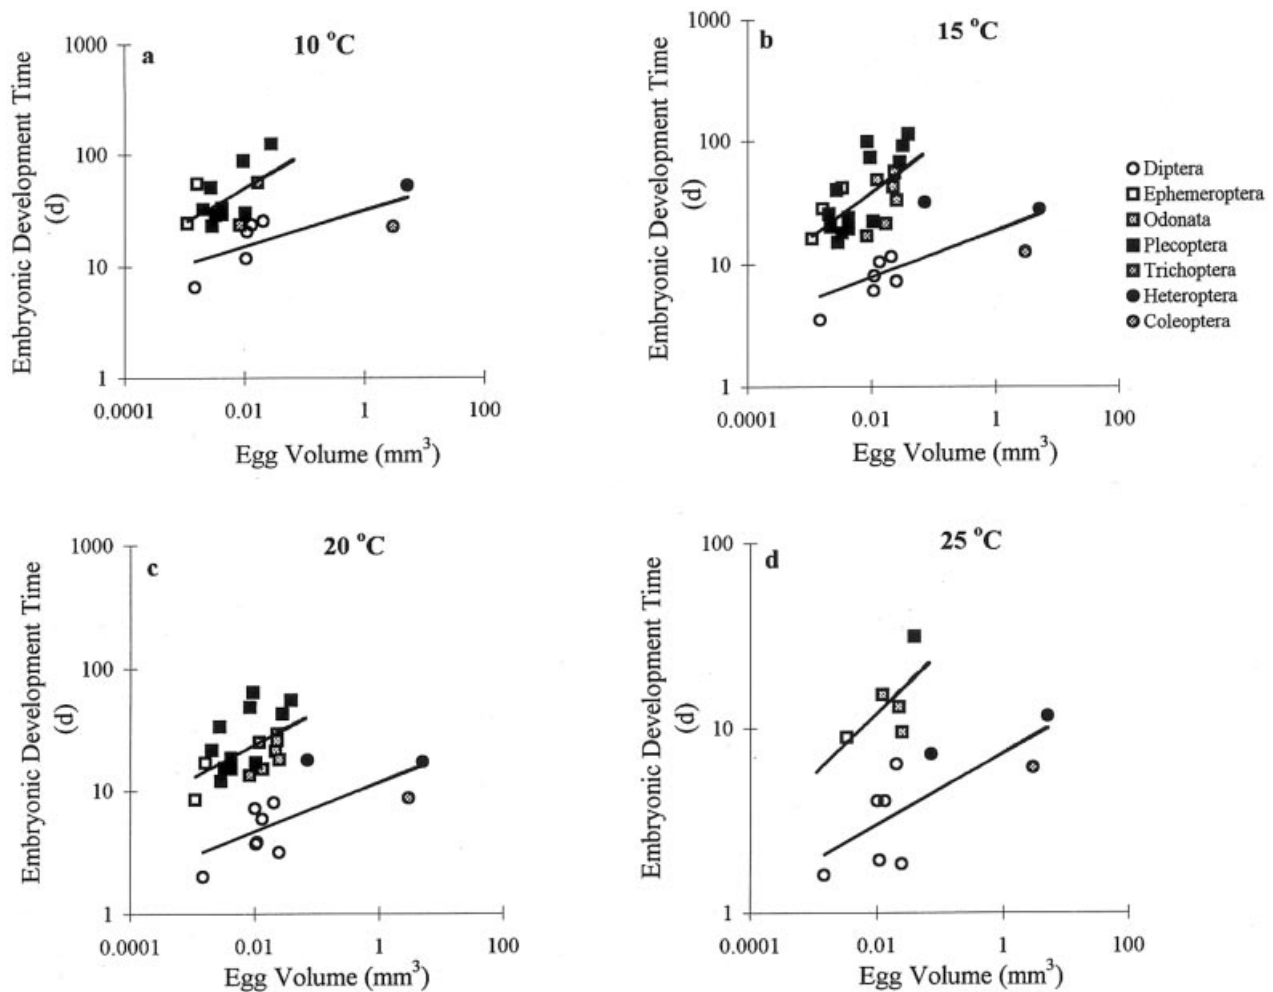 a
10 °C
1000
100
10
1
0.0001
0.01
1
100
Embryonic Development Time
(d)
Egg Volume (mm³)
b
15 °C
1000
100
10
1
0.0001
0.01
1
100
Embryonic Development Time
(d)
Egg Volume (mm³)
Diptera
Ephemeroptera
Odonata
Plecoptera
Trichoptera
Heteroptera
Coleoptera
c
20 °C
1000
100
10
1
0.0001
0.01
1
100
Embryonic Development Time
(d)
Egg Volume (mm³)
d
25 °C
100
10
1
0.0001
0.01
1
100
Embryonic Development Time
(d)
Egg Volume (mm³)